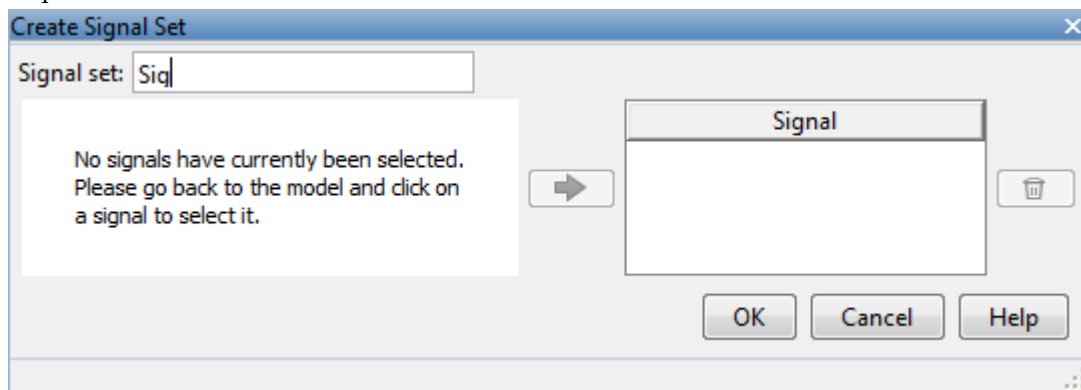 Create Signal Set
Signal set: Sig
Signal
No signals have currently been selected.
Please go back to the model and click on
a signal to select it.
OK Cancel Help